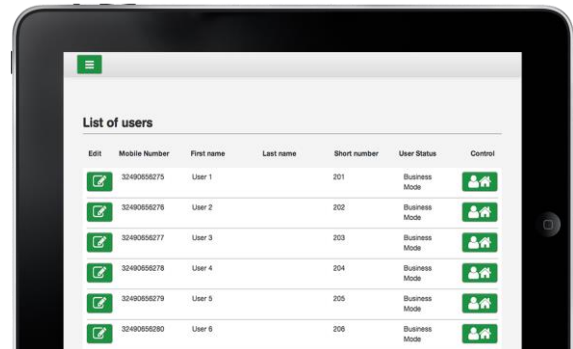 List of users
Edit Mobile Number First name Last name Short number User Status Control
32490656275 User 1 201 Business
Mode
32490656276 User 2 202 Business
Mode
32490656277 User 3 203 Business
Mode
32490656278 User 4 204 Business
Mode
32490656279 User 5 205 Business
Mode
32490656280 User 6 206 Business
Mode